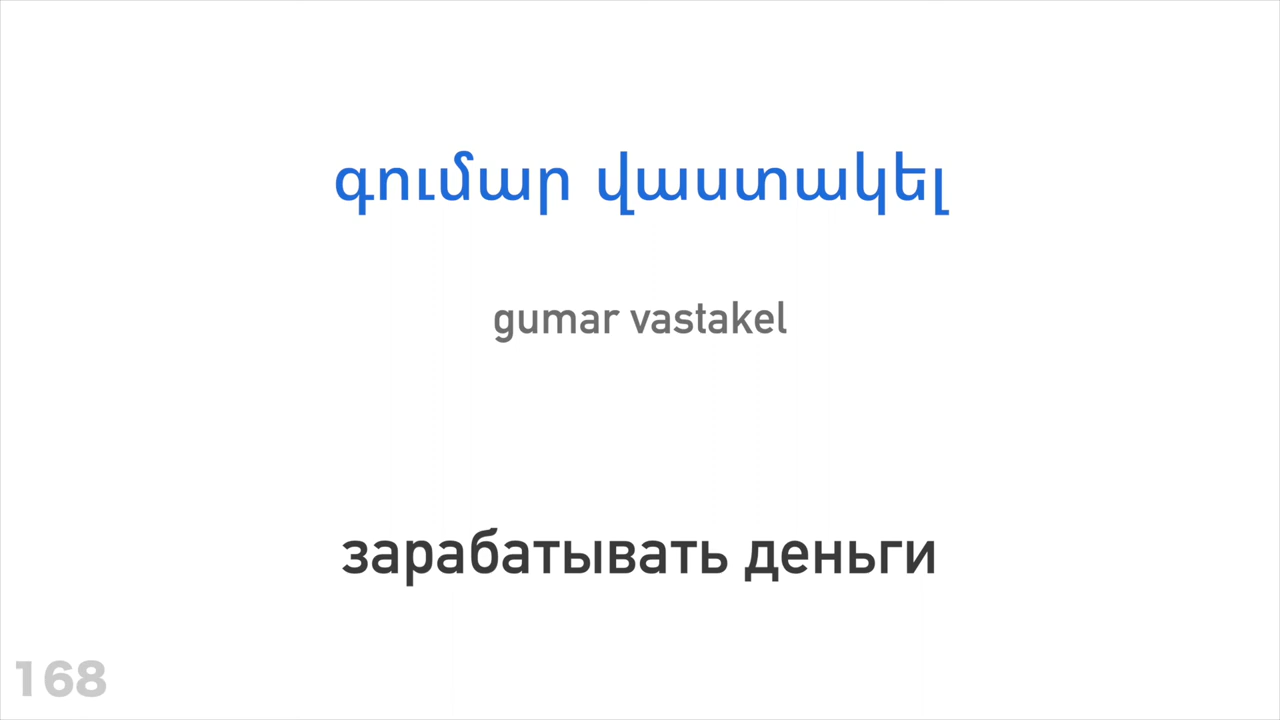 գումար վաստակել
gumar vastakel
зарабатывать деньги
168